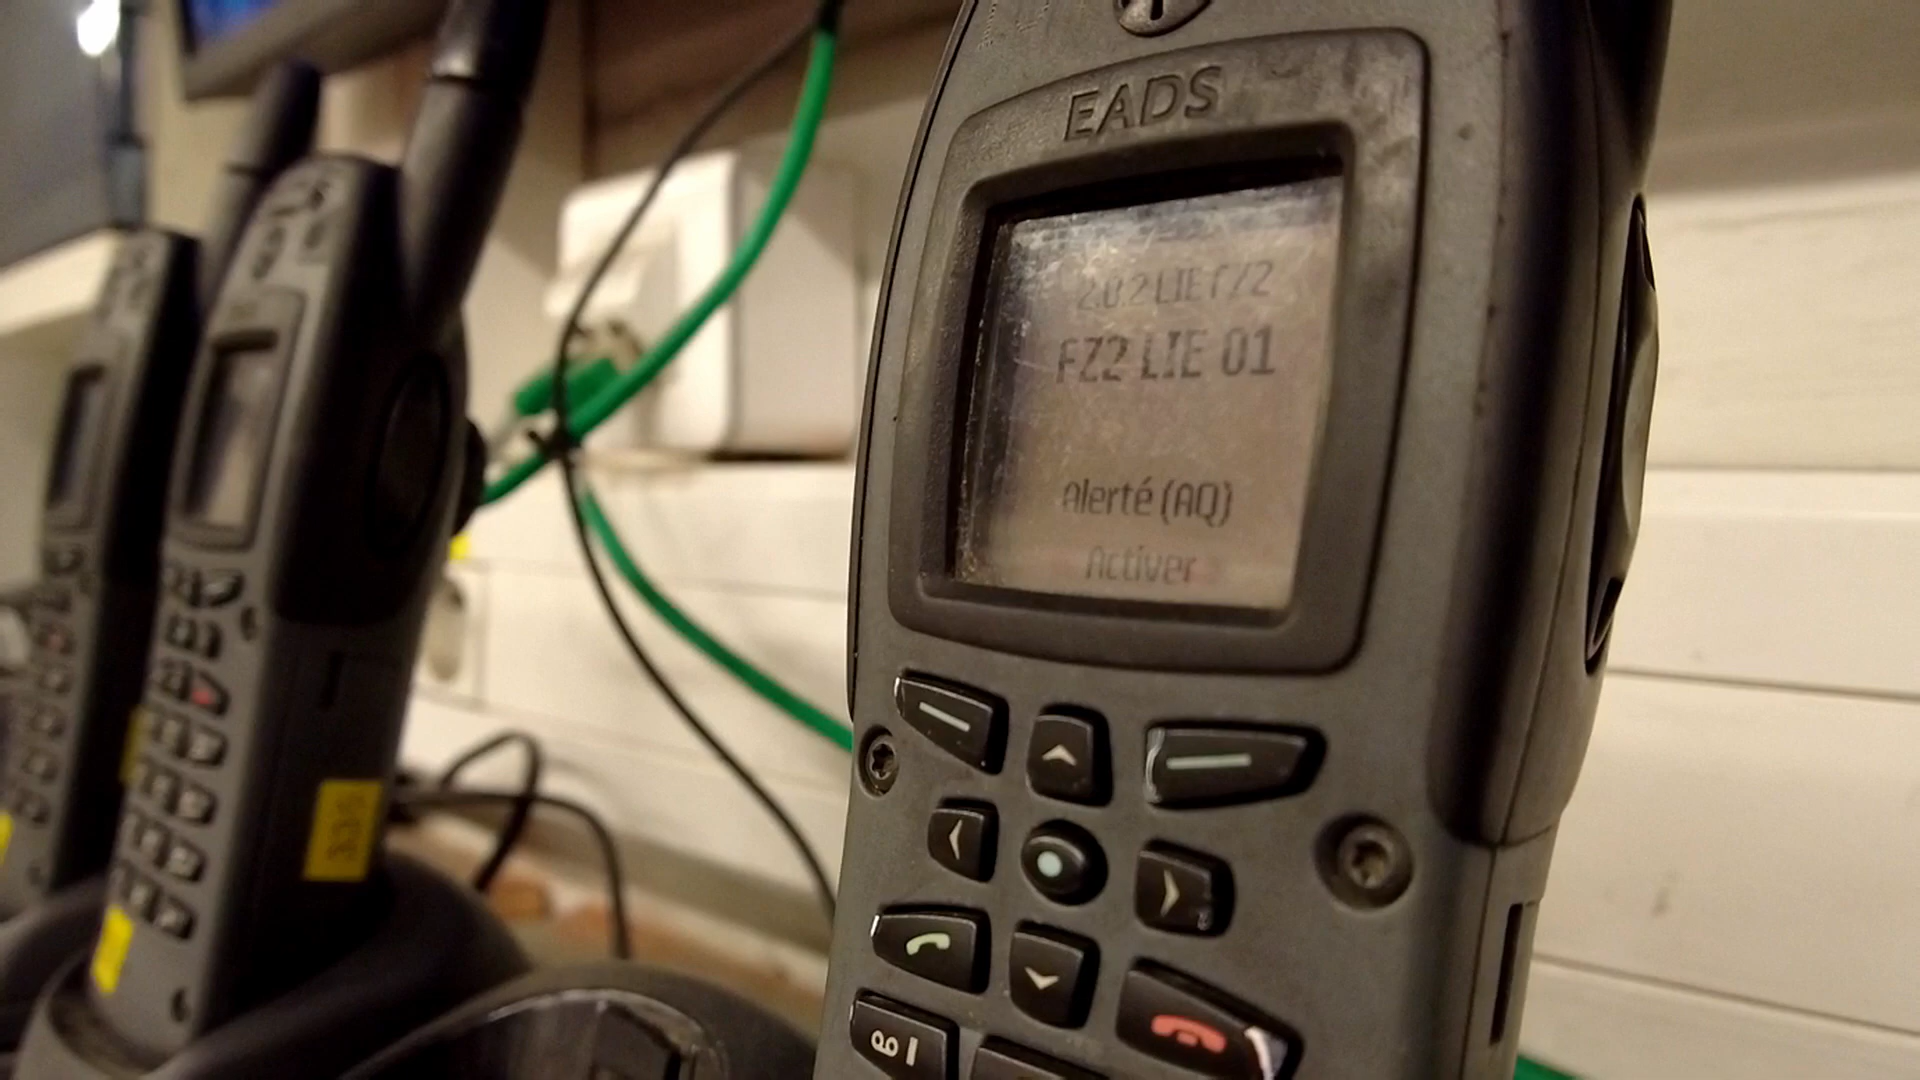 EADS
2.0.2 LIE FZ2
FZ2 LIE 01
Alerté (AQ)
Activer